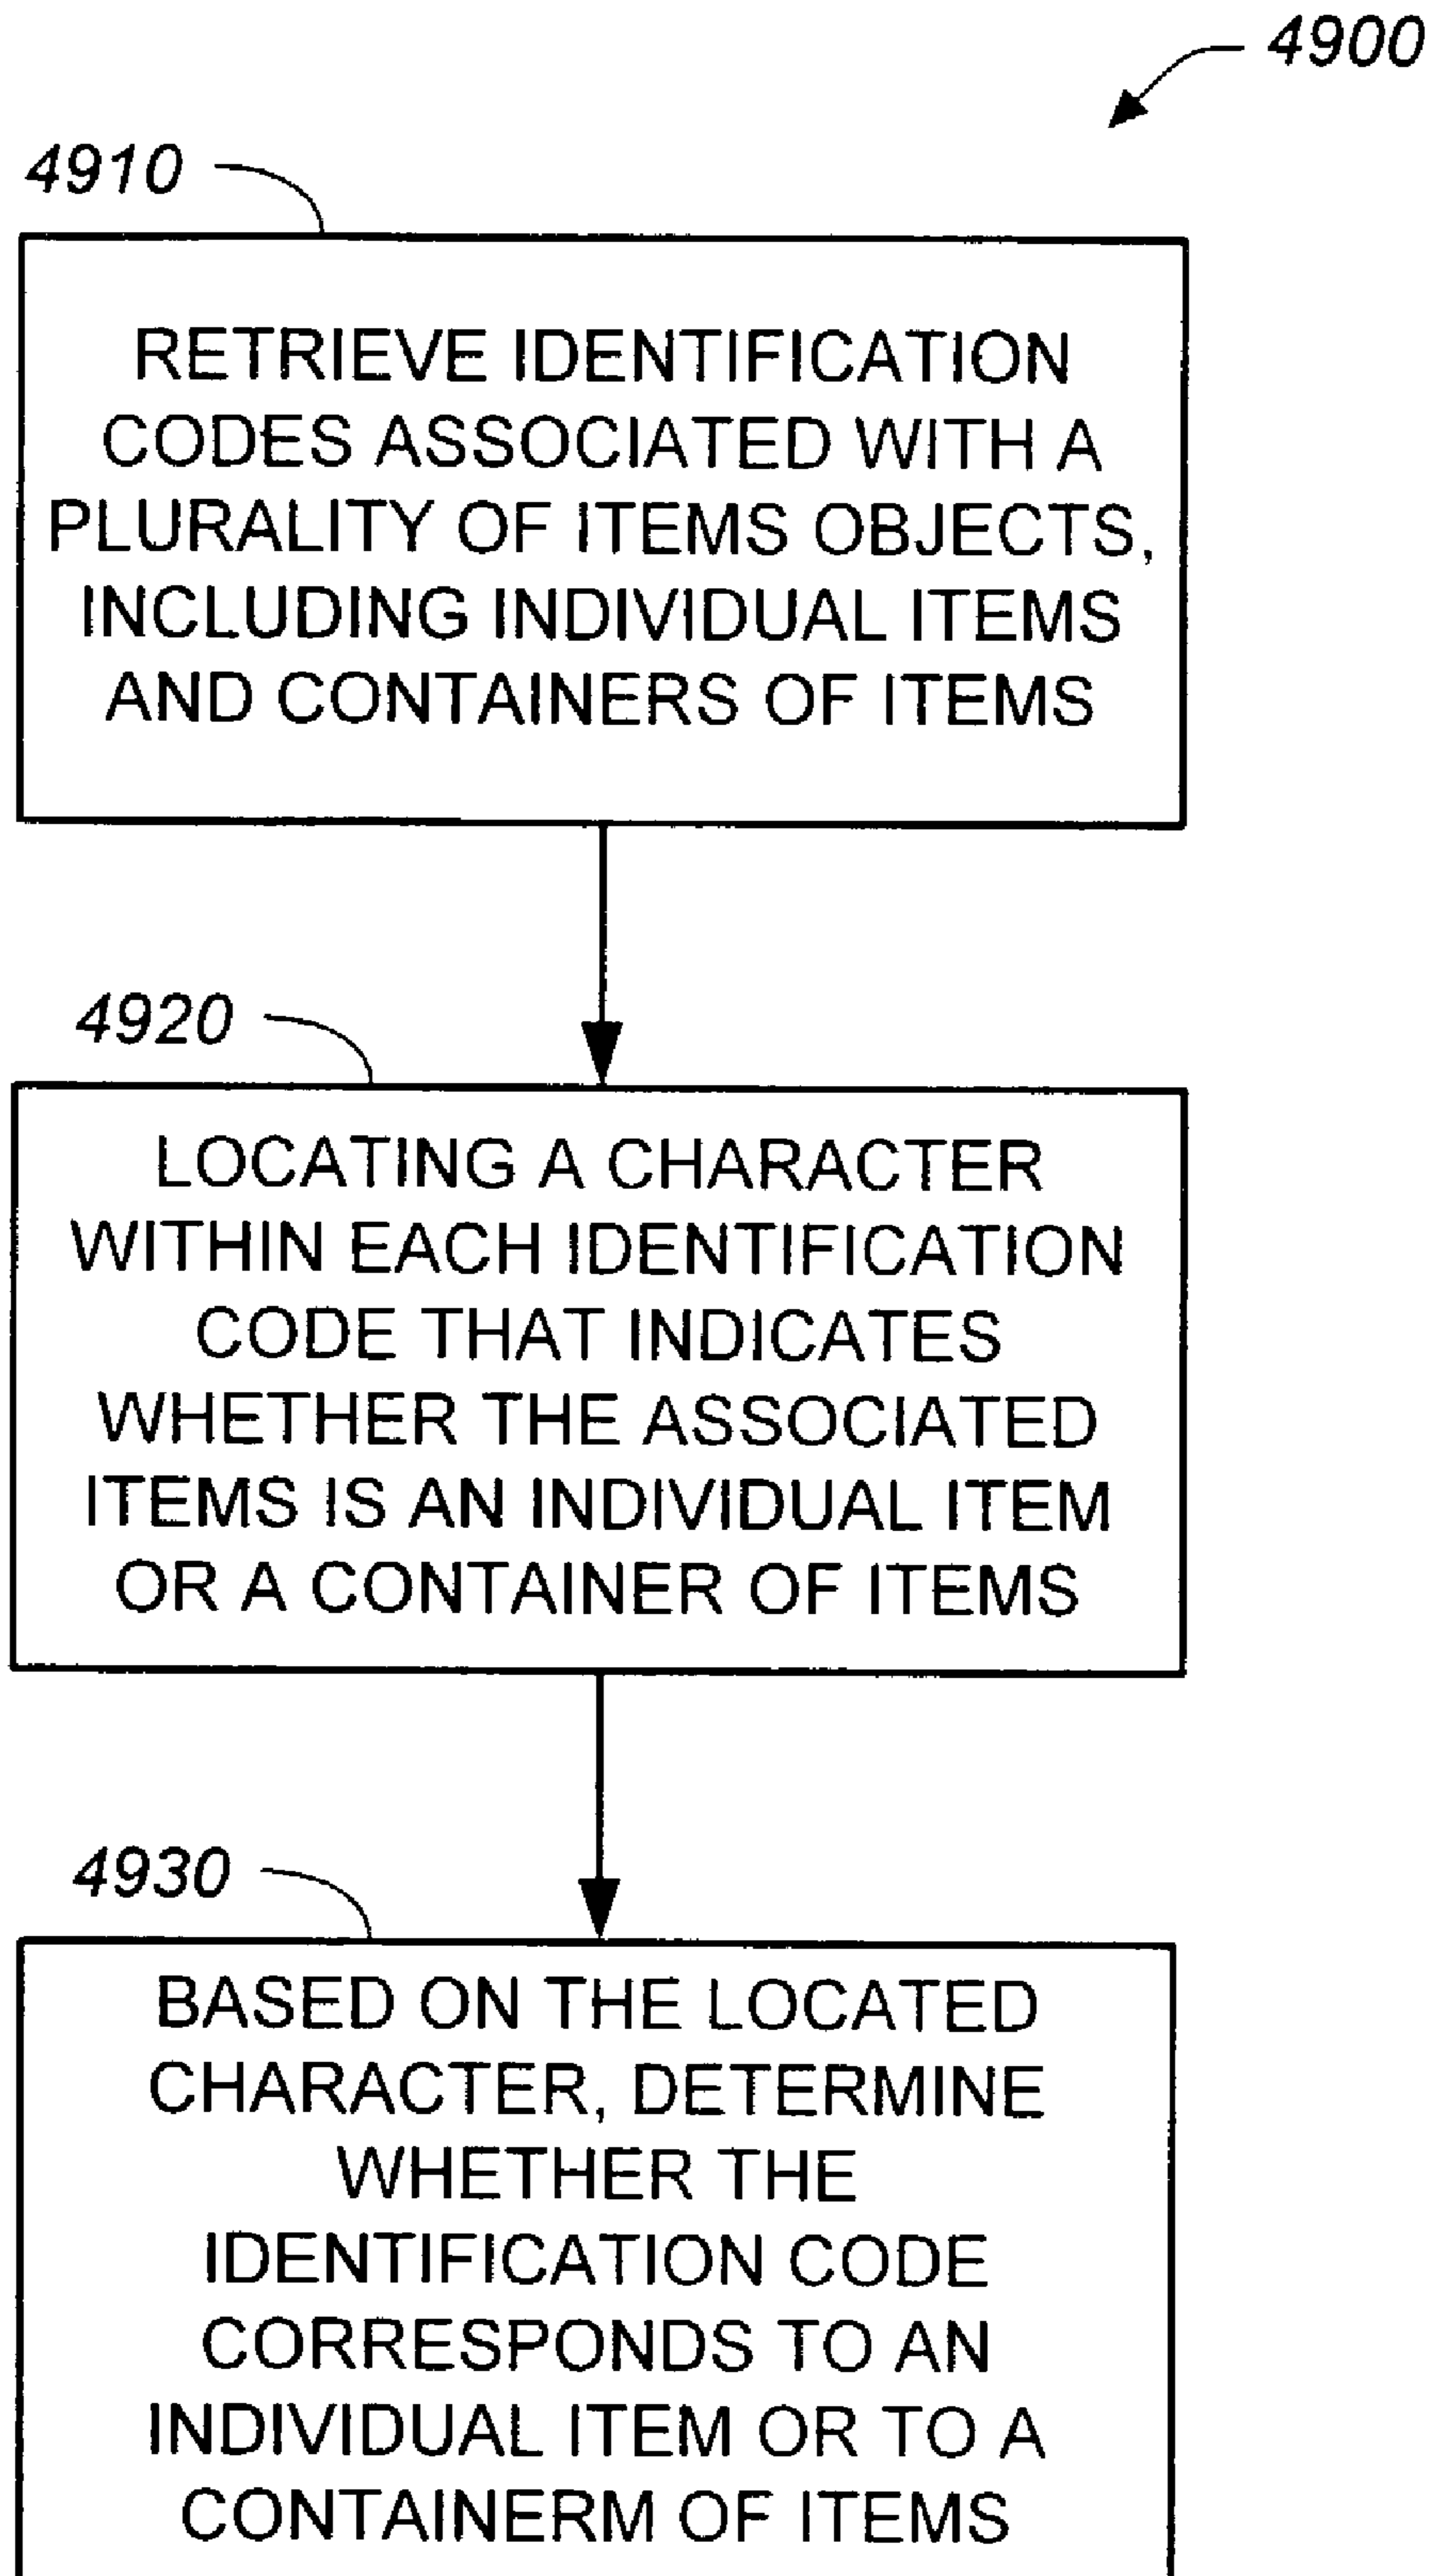 4900
4910
RETRIEVE IDENTIFICATION
CODES ASSOCIATED WITH A
PLURALITY OF ITEMS OBJECTS,
INCLUDING INDIVIDUAL ITEMS
AND CONTAINERS OF ITEMS
4920
LOCATING A CHARACTER
WITHIN EACH IDENTIFICATION
CODE THAT INDICATES
WHETHER THE ASSOCIATED
ITEMS IS AN INDIVIDUAL ITEM
OR A CONTAINER OF ITEMS
4930
BASED ON THE LOCATED
CHARACTER, DETERMINE
WHETHER THE
IDENTIFICATION CODE
CORRESPONDS TO AN
INDIVIDUAL ITEM OR TO A
CONTAINERM OF ITEMS